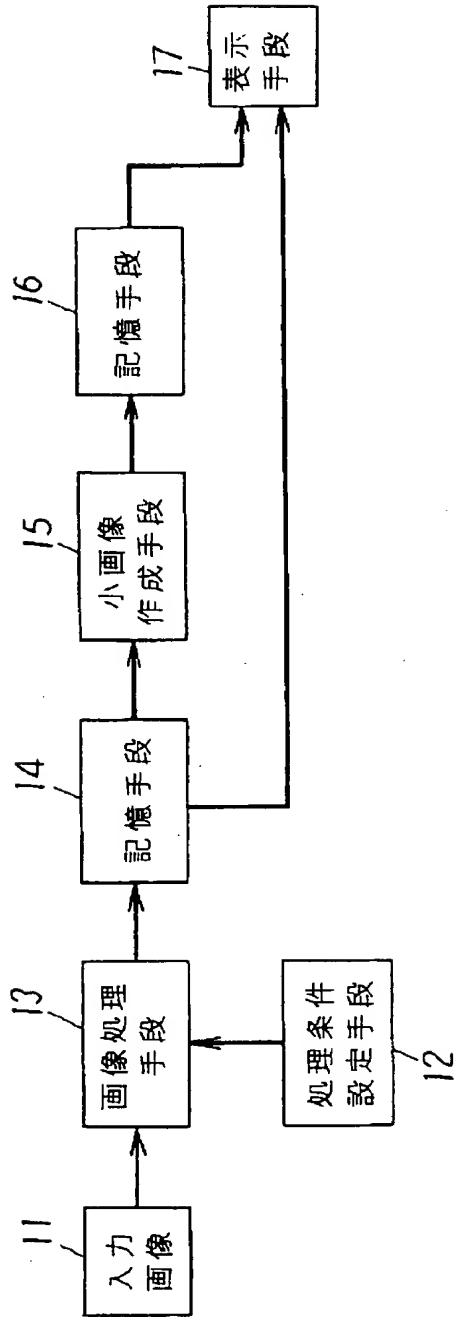 11
入力
画像
13
画像処理
手段
処理条件
設定手段
12
14
記憶手段
15
小画像
作成手段
16
記憶手段
17
表示
手段